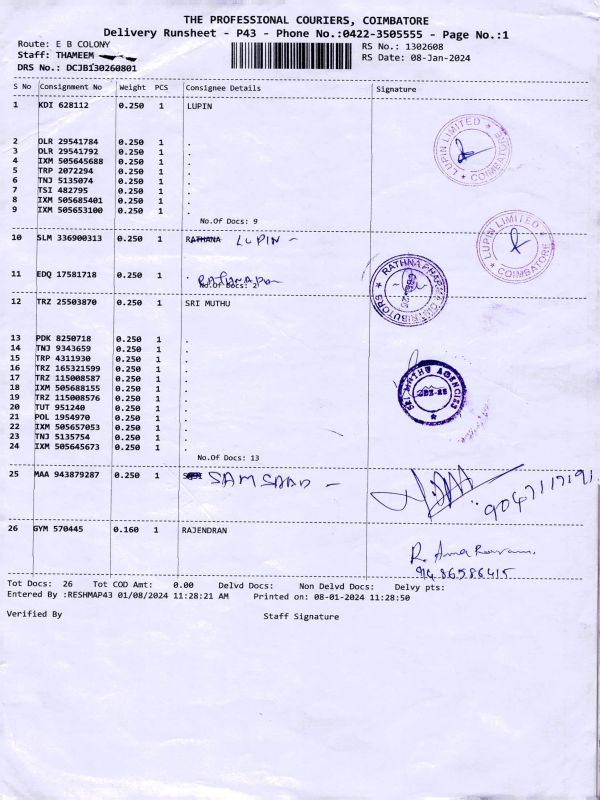 THE PROFESSIONAL COURIERS, COIMBATORE
Delivery Runsheet - P43 - Phone No.:0422-3505555 - Page No.:1
Route: E B COLONY
RS No.: 1302608
Staff: THAMEEM
RS Date: 08-Jan-2024
DRS No.: DCJB130260801
S No Consignment No Weight PCS Consignee Details Signature
1 KDI 628112 0.250 1 LUPIN
2 OLR 29541784 0.250 1 .
3 OLR 29541792 0.250 1 .
4 IXM 505645688 0.250 1 .
5 TRP 2072294 0.250 1 .
6 TNJ 5135074 0.250 1 .
7 TSI 482795 0.250 1 .
8 IXM 505685401 0.250 1 .
9 IXM 505653100 0.250 1 .
No.Of Docs: 9
LUPIN LIMITED COIMBATORE
10 SLM 336900313 0.250 1 RATHANA LUPIN -
LUPIN LIMITED COIMBATORE
11 EDQ 17581718 0.250 1 . Rathnapa
No.Of Docs: 2
RATHNA PHARMA DISTRIBUTORS
12 TRZ 25503870 0.250 1 SRI MUTHU
13 PDK 8250718 0.250 1 .
14 TNJ 9343659 0.250 1 .
15 TRP 4311930 0.250 1 .
16 TRZ 165321599 0.250 1 .
17 TRZ 115008587 0.250 1 .
18 IXM 505688155 0.250 1 .
19 TRZ 115008576 0.250 1 .
20 TUT 951240 0.250 1 .
21 POL 1954970 0.250 1 .
22 IXM 505657053 0.250 1 .
23 TNJ 5135754 0.250 1 .
24 IXM 505645673 0.250 1 .
No.Of Docs: 13
SRI MUTHU AGENCIES
25 MAA 943879287 0.250 1 SAMSAAD -
9047117191
26 GYM 570445 0.160 1 RAJENDRAN
9486586415
Tot Docs: 26 Tot COD Amt: 0.00 Delvd Docs: Non Delvd Docs: Delvy pts:
Entered By :RESHMAP43 01/08/2024 11:28:21 AM Printed on: 08-01-2024 11:28:50
Verified By Staff Signature